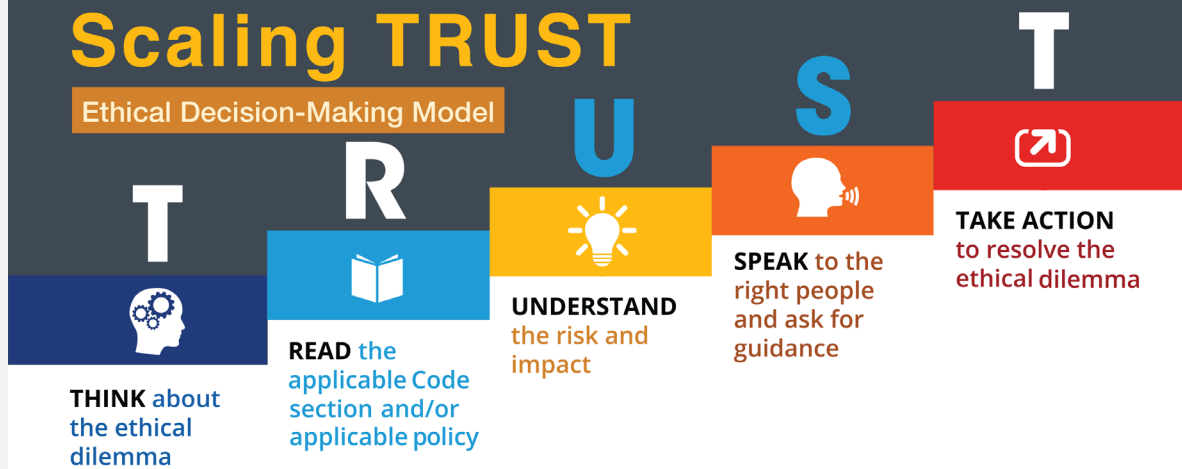 Scaling TRUST
Ethical Decision-Making Model
T
THINK about
the ethical
dilemma
R
READ the
applicable Code
section and/or
applicable policy
U
UNDERSTAND
the risk and
impact
S
SPEAK to the
right people
and ask for
guidance
T
TAKE ACTION
to resolve the
ethical dilemma